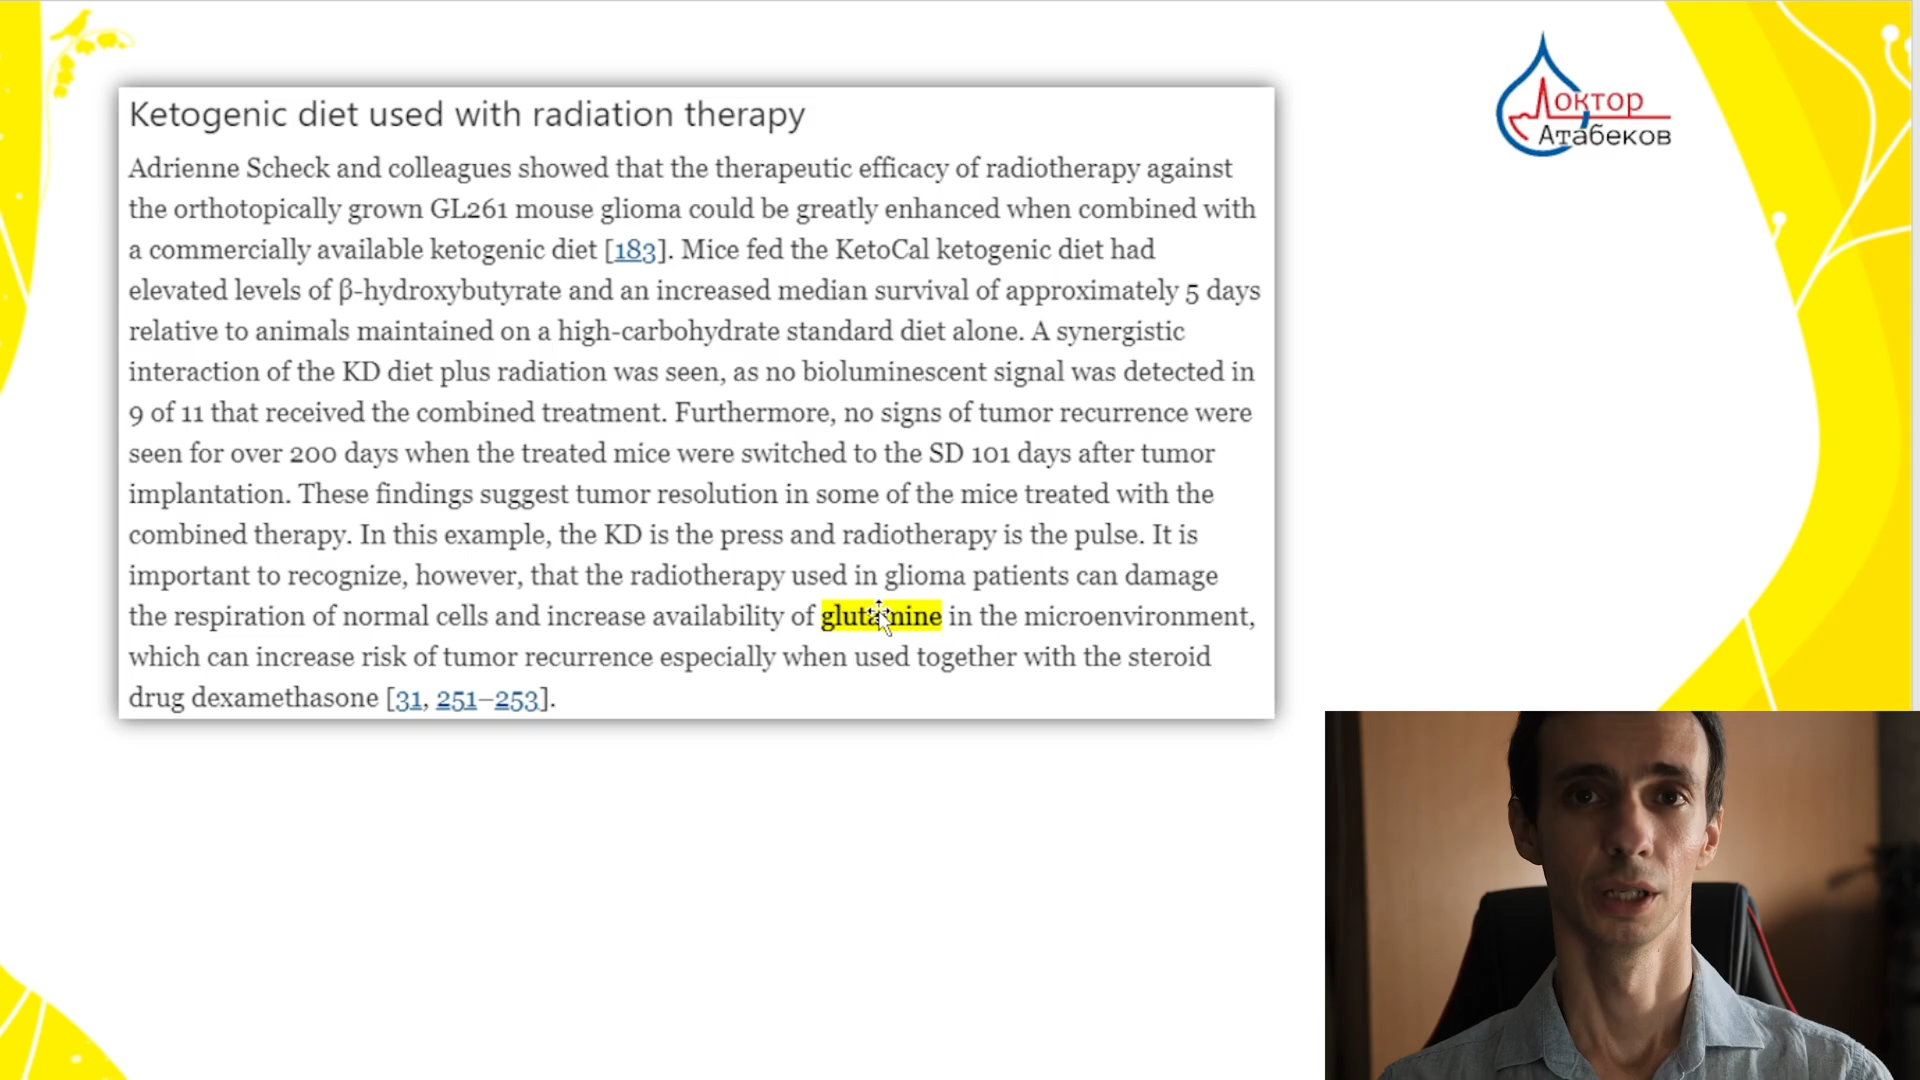 Ketogenic diet used with radiation therapy
Adrienne Scheck and colleagues showed that the therapeutic efficacy of radiotherapy against
the orthotopically grown GL261 mouse glioma could be greatly enhanced when combined with
a commercially available ketogenic diet [183]. Mice fed the KetoCal ketogenic diet had
elevated levels of β-hydroxybutyrate and an increased median survival of approximately 5 days
relative to animals maintained on a high-carbohydrate standard diet alone. A synergistic
interaction of the KD diet plus radiation was seen, as no bioluminescent signal was detected in
9 of 11 that received the combined treatment. Furthermore, no signs of tumor recurrence were
seen for over 200 days when the treated mice were switched to the SD 101 days after tumor
implantation. These findings suggest tumor resolution in some of the mice treated with the
combined therapy. In this example, the KD is the press and radiotherapy is the pulse. It is
important to recognize, however, that the radiotherapy used in glioma patients can damage
the respiration of normal cells and increase availability of glutamine in the microenvironment,
which can increase risk of tumor recurrence especially when used together with the steroid
drug dexamethasone [31, 251–253].
Доктор
Атабеков